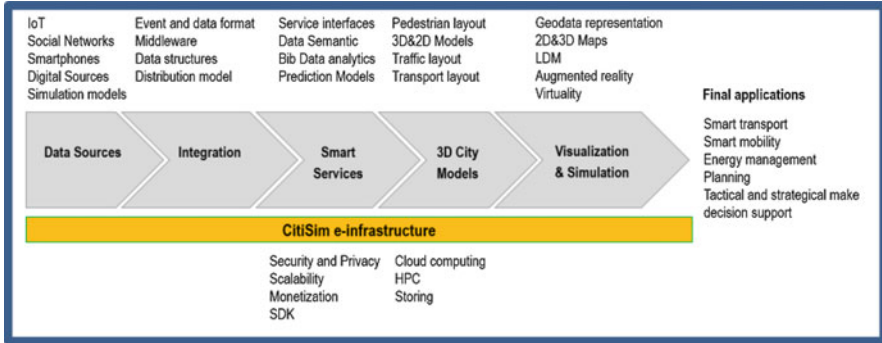 IoT
Social Networks
Smartphones
Digital Sources
Simulation models
Event and data format
Middleware
Data structures
Distribution model
Service interfaces
Data Semantic
Bib Data analytics
Prediction Models
Pedestrian layout
3D&2D Models
Traffic layout
Transport layout
Geodata representation
2D&3D Maps
LDM
Augmented reality
Virtuality
Data Sources
Integration
Smart
Services
3D City
Models
Visualization
& Simulation
Final applications
Smart transport
Smart mobility
Energy management
Planning
Tactical and strategical make
decision support
CitiSim e-infrastructure
Security and Privacy
Scalability
Monetization
SDK
Cloud computing
HPC
Storing